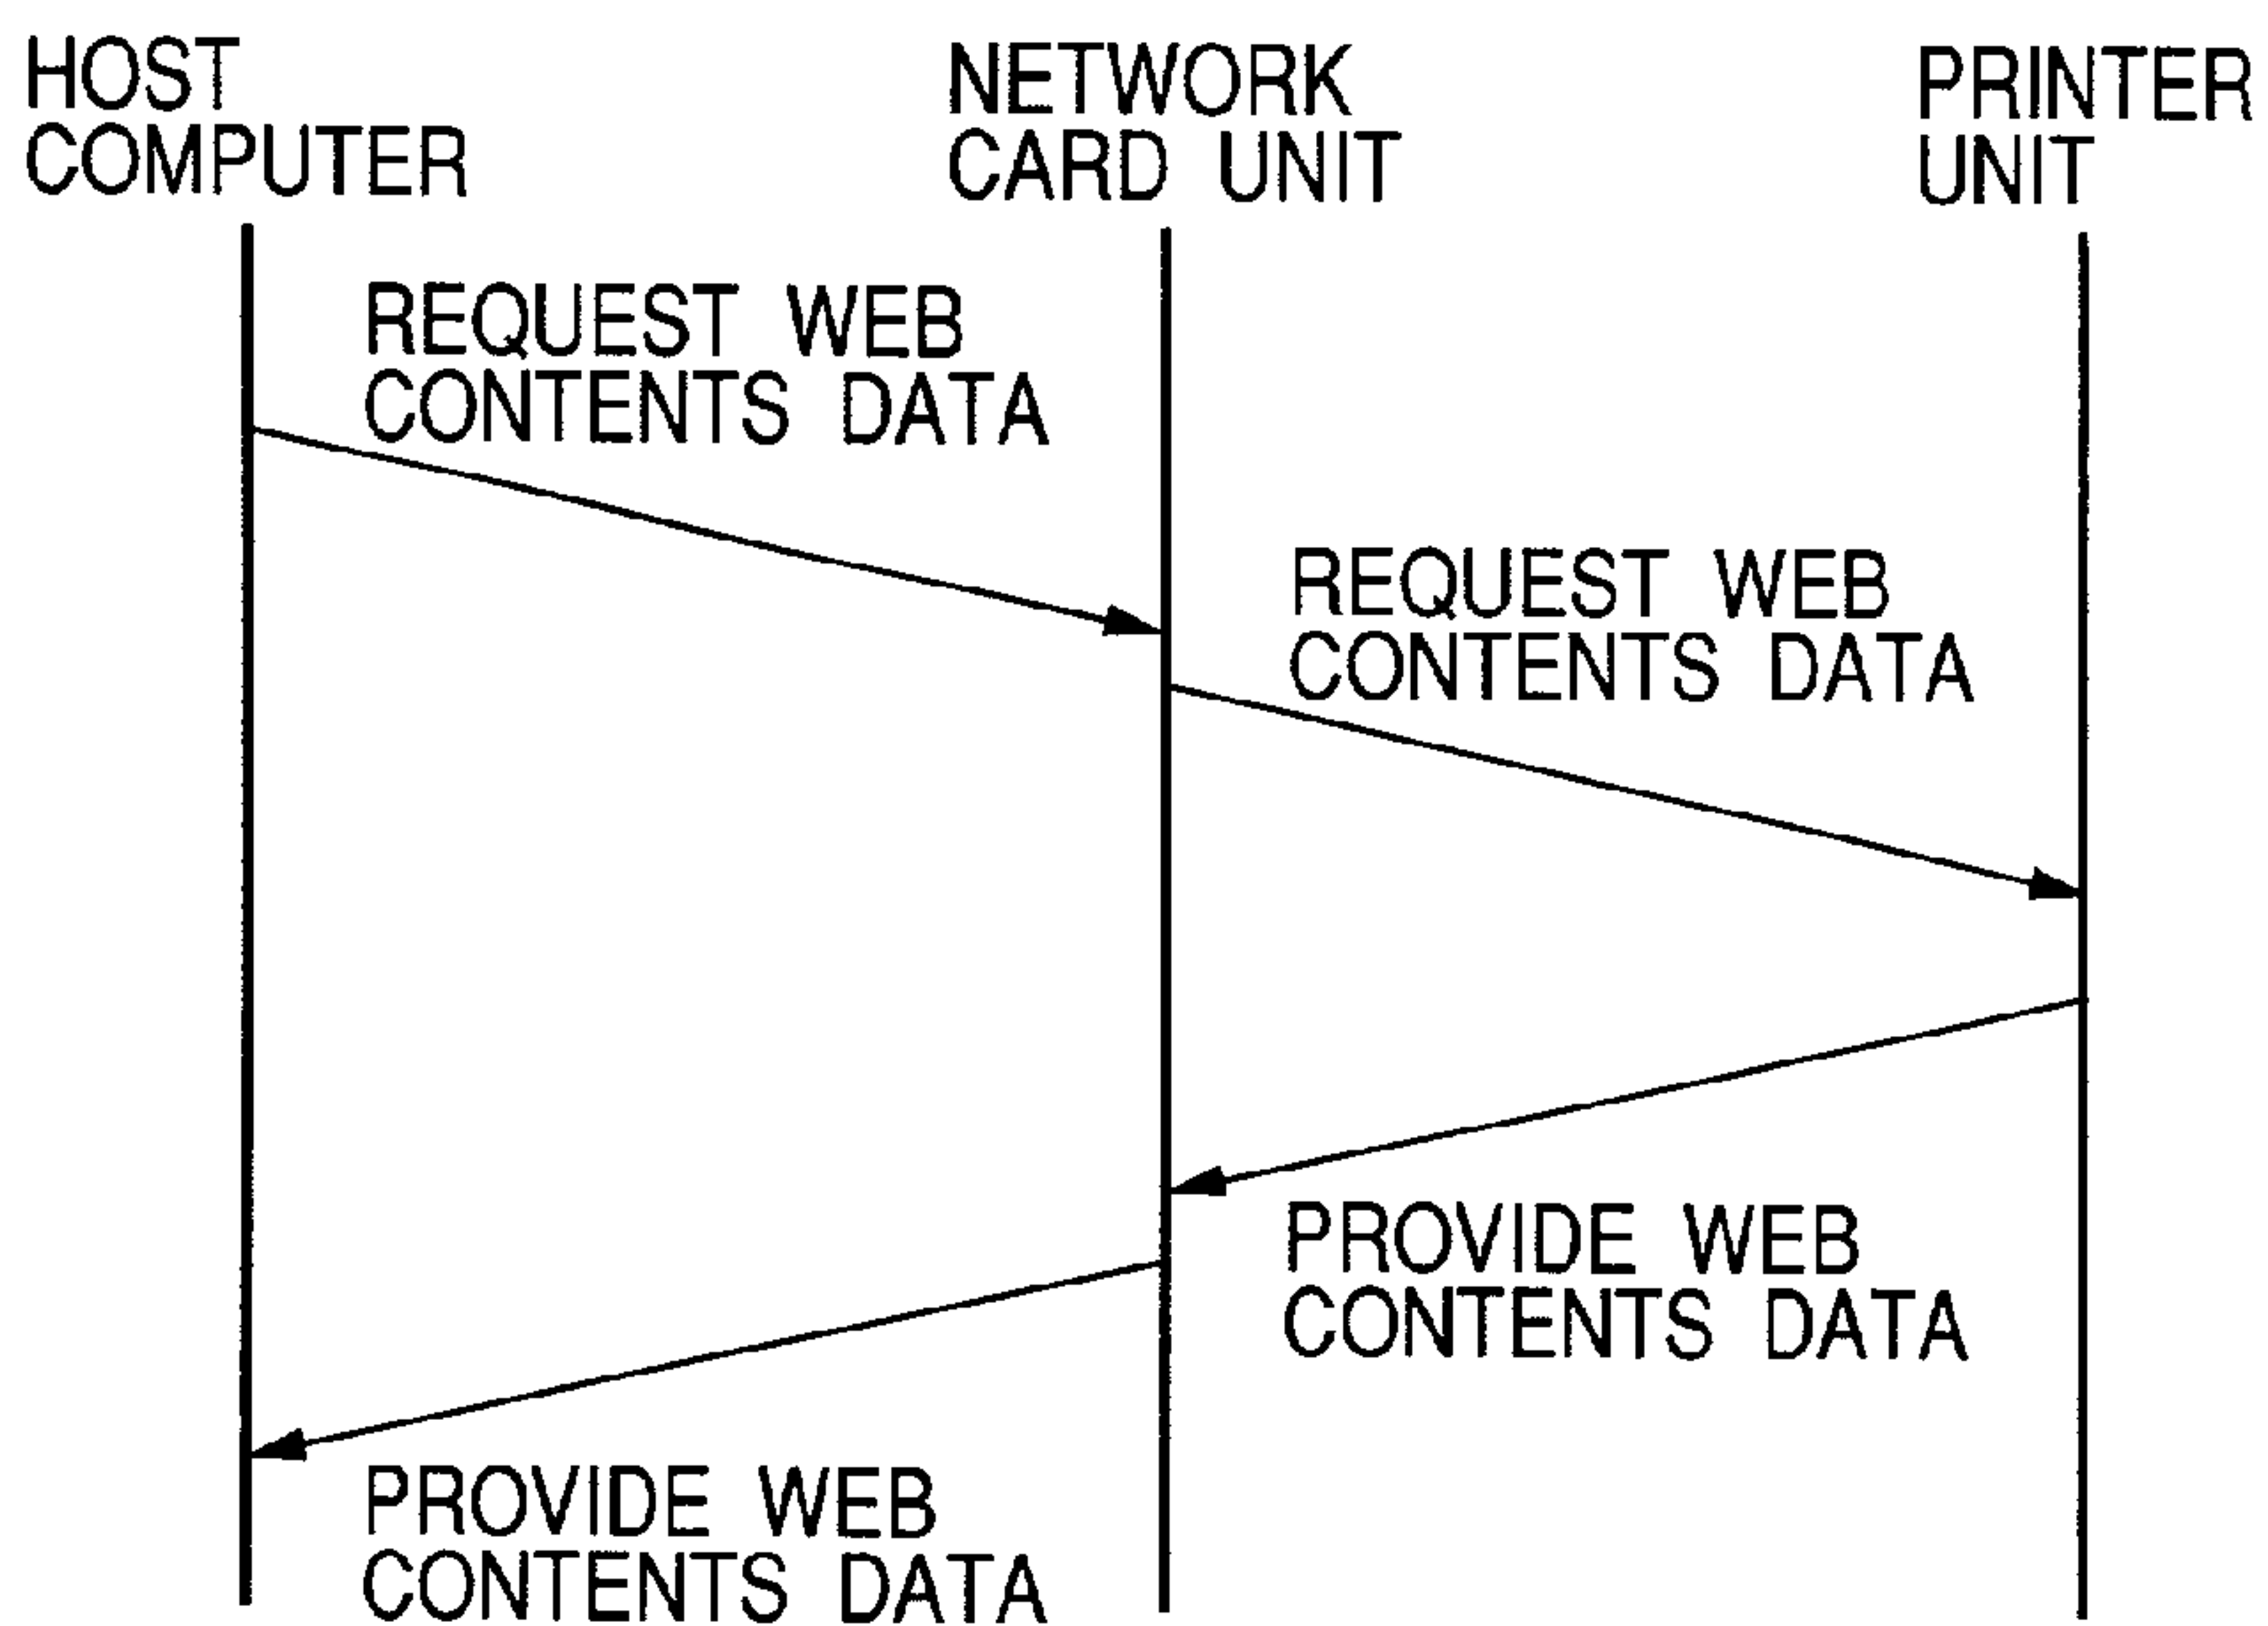 HOST
COMPUTER
NETWORK
CARD UNIT
PRINTER
UNIT
REQUEST WEB
CONTENTS DATA
REQUEST WEB
CONTENTS DATA
PROVIDE WEB
CONTENTS DATA
PROVIDE WEB
CONTENTS DATA